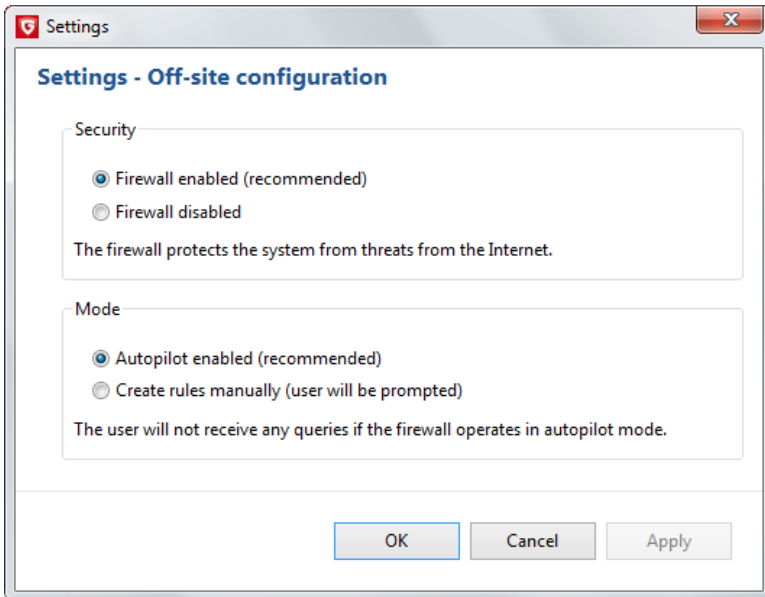 Settings
Settings - Off-site configuration
Security
Firewall enabled (recommended)
Firewall disabled
The firewall protects the system from threats from the Internet.
Mode
Autopilot enabled (recommended)
Create rules manually (user will be prompted)
The user will not receive any queries if the firewall operates in autopilot mode.
OK
Cancel
Apply